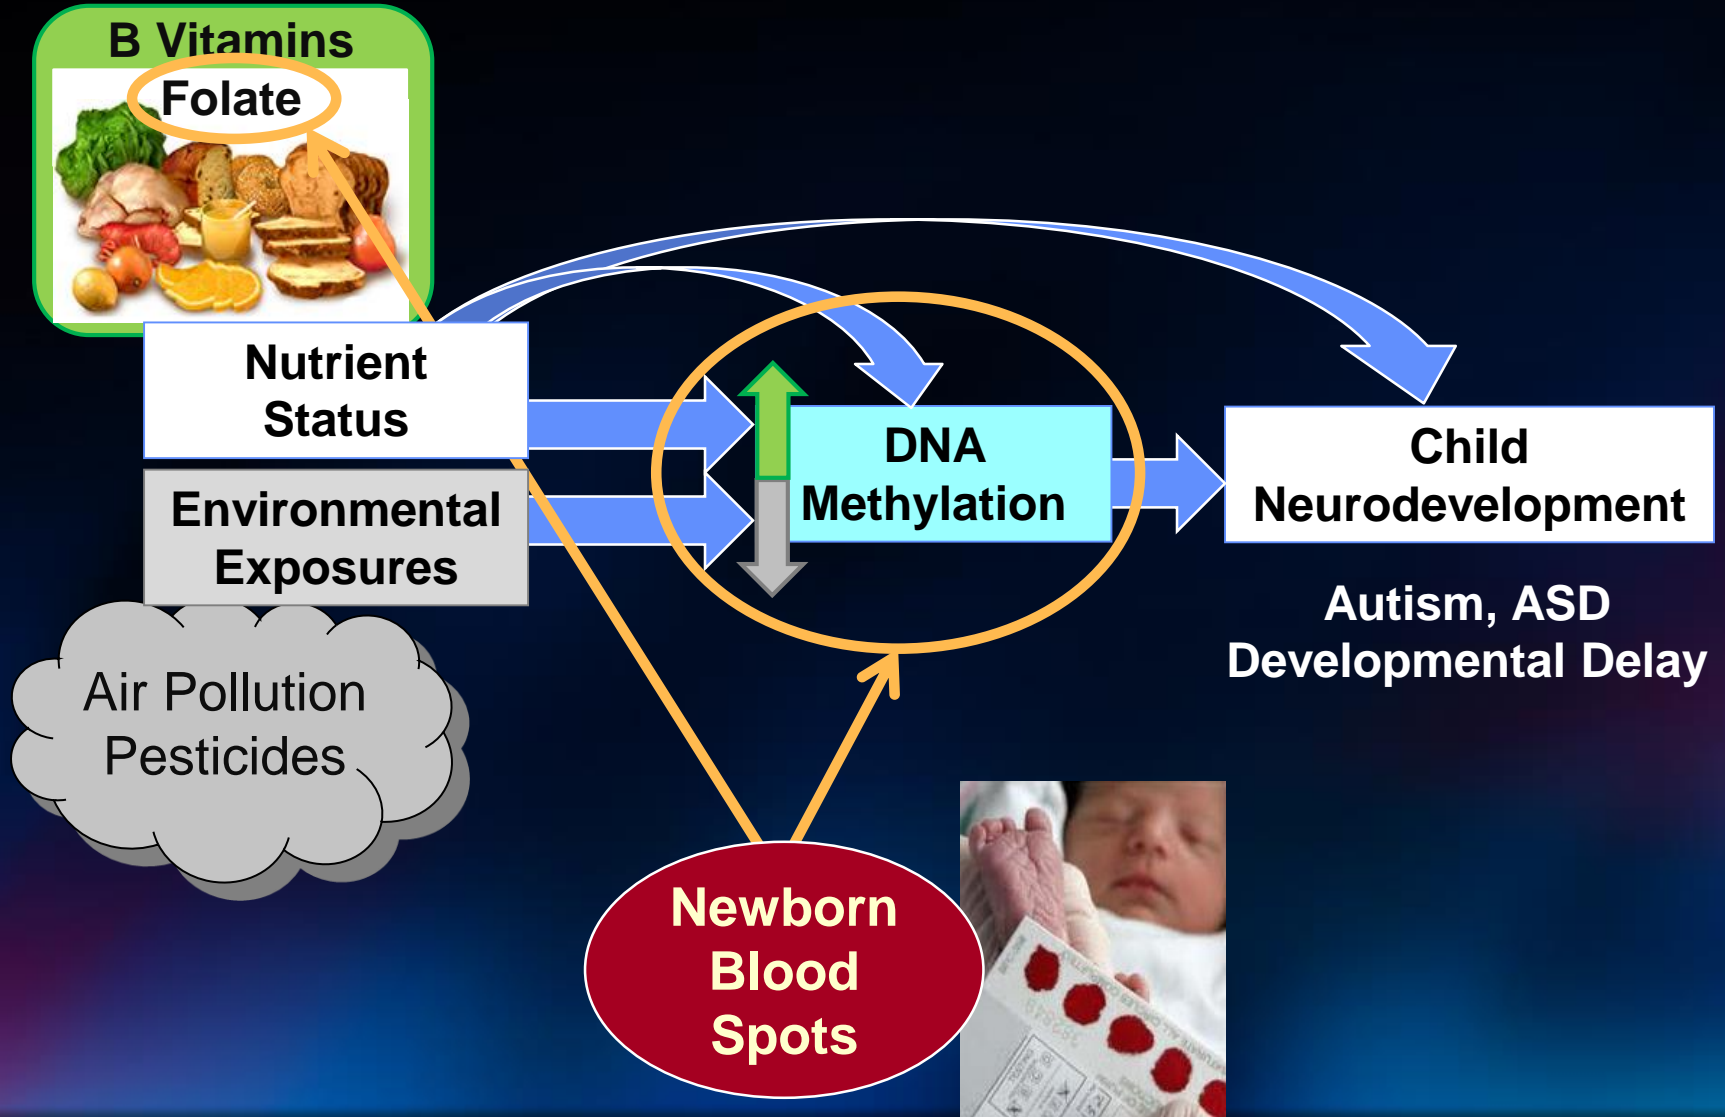 B Vitamins
Folate
Nutrient
Status
Environmental
Exposures
Air Pollution
Pesticides
DNA
Methylation
Child
Neurodevelopment
Autism, ASD
Developmental Delay
Newborn
Blood
Spots